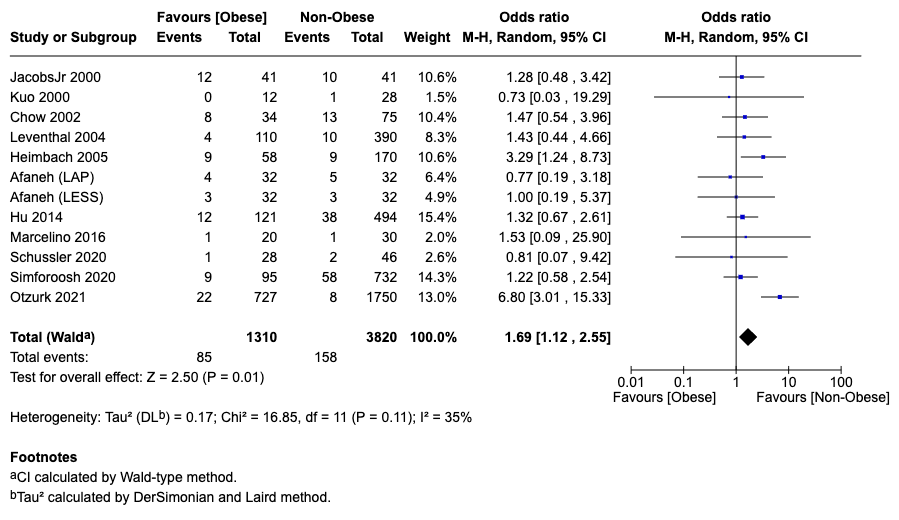 Favours [Obese] Non-Obese Odds ratio Odds ratio
Study or Subgroup Events Total Events Total Weight M-H, Random, 95% CI M-H, Random, 95% CI
JacobsJr 2000 12 41 10 41 10.6% 1.28 [0.48 , 3.42]
Kuo 2000 0 12 1 28 1.5% 0.73 [0.03 , 19.29]
Chow 2002 8 34 13 75 10.0% 1.47 [0.54 , 3.96]
Leventhal 2004 4 110 10 390 8.3% 1.43 [0.44 , 4.66]
Heimbach 2005 9 58 9 170 10.6% 3.29 [1.24 , 8.73]
Afaneh (LAP) 4 32 5 32 6.8% 0.77 [0.19 , 3.18]
Afaneh (LESS) 3 32 3 32 4.9% 1.00 [0.19 , 5.37]
Hu 2014 12 121 38 494 15.4% 1.32 [0.67 , 2.61]
Marcelino 2016 1 20 1 30 2.0% 1.53 [0.09 , 25.90]
Schussler 2020 1 28 2 46 2.6% 0.81 [0.07 , 9.42]
Simforoosh 2020 9 95 58 732 14.3% 1.22 [0.58 , 2.54]
Otzurk 2021 22 727 8 1750 13.0% 6.80 [3.01 , 15.33]
Total (Waldᵃ) 1310 3820 100.0% 1.69 [1.12 , 2.55]
Total events: 85 158
Test for overall effect: Z = 2.50 (P = 0.01)
0.01 0.1 1 10 100
Favours [Obese] Favours [Non-Obese]
Heterogeneity: Tau² (DLᵇ) = 0.17; Chi² = 16.85, df = 11 (P = 0.11); I² = 35%
Footnotes
ᵃCI calculated by Wald-type method.
ᵇTau² calculated by DerSimonian and Laird method.